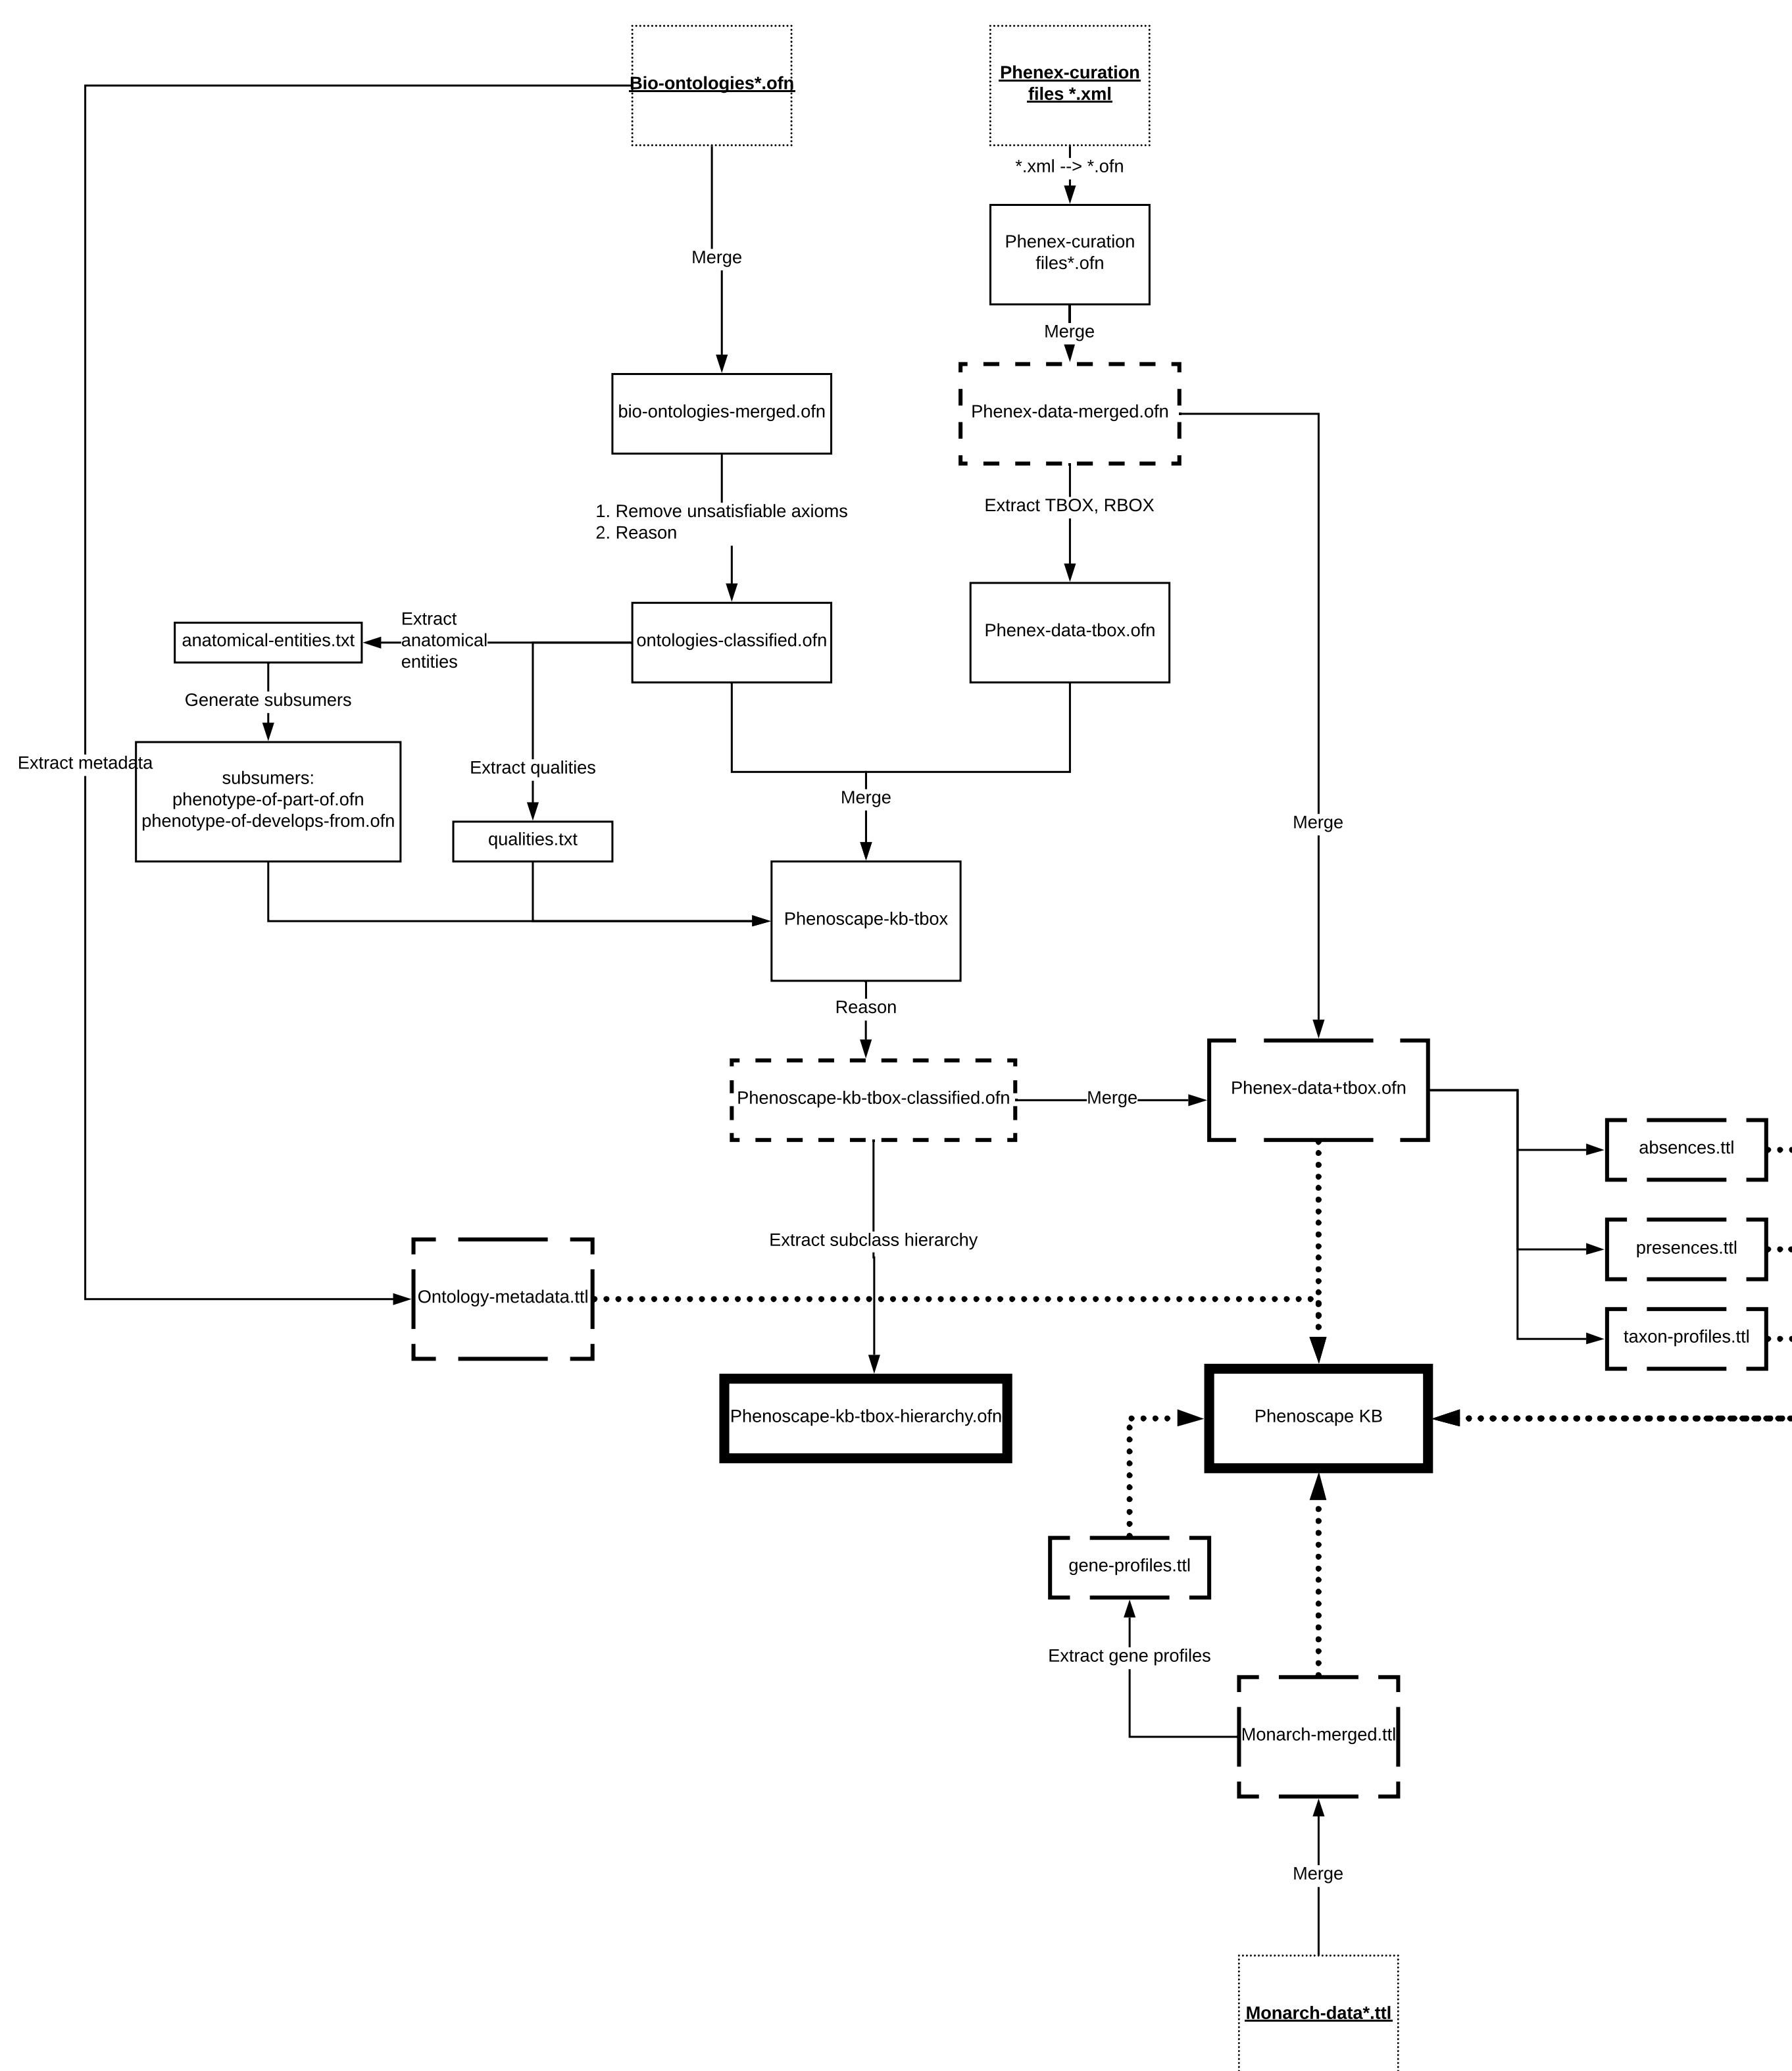 Bio-ontologies*.ofn
Phenex-curation
files *.xml
*.xml --> *.ofn
Phenex-curation
files*.ofn
Merge
Merge
bio-ontologies-merged.ofn
Phenex-data-merged.ofn
Extract TBOX, RBOX
1. Remove unsatisfiable axioms
2. Reason
Extract
anatomical
entities
anatomical-entities.txt
ontologies-classified.ofn
Phenex-data-tbox.ofn
Generate subsumers
Extract metadata
subsumers:
phenotype-of-part-of.ofn
phenotype-of-develops-from.ofn
Extract qualities
Merge
Merge
qualities.txt
Phenoscape-kb-tbox
Reason
Phenoscape-kb-tbox-classified.ofn
Merge
Phenex-data+tbox.ofn
absences.ttl
presences.ttl
taxon-profiles.ttl
Extract subclass hierarchy
Ontology-metadata.ttl
Phenoscape-kb-tbox-hierarchy.ofn
Phenoscape KB
gene-profiles.ttl
Extract gene profiles
Monarch-merged.ttl
Merge
Monarch-data*.ttl